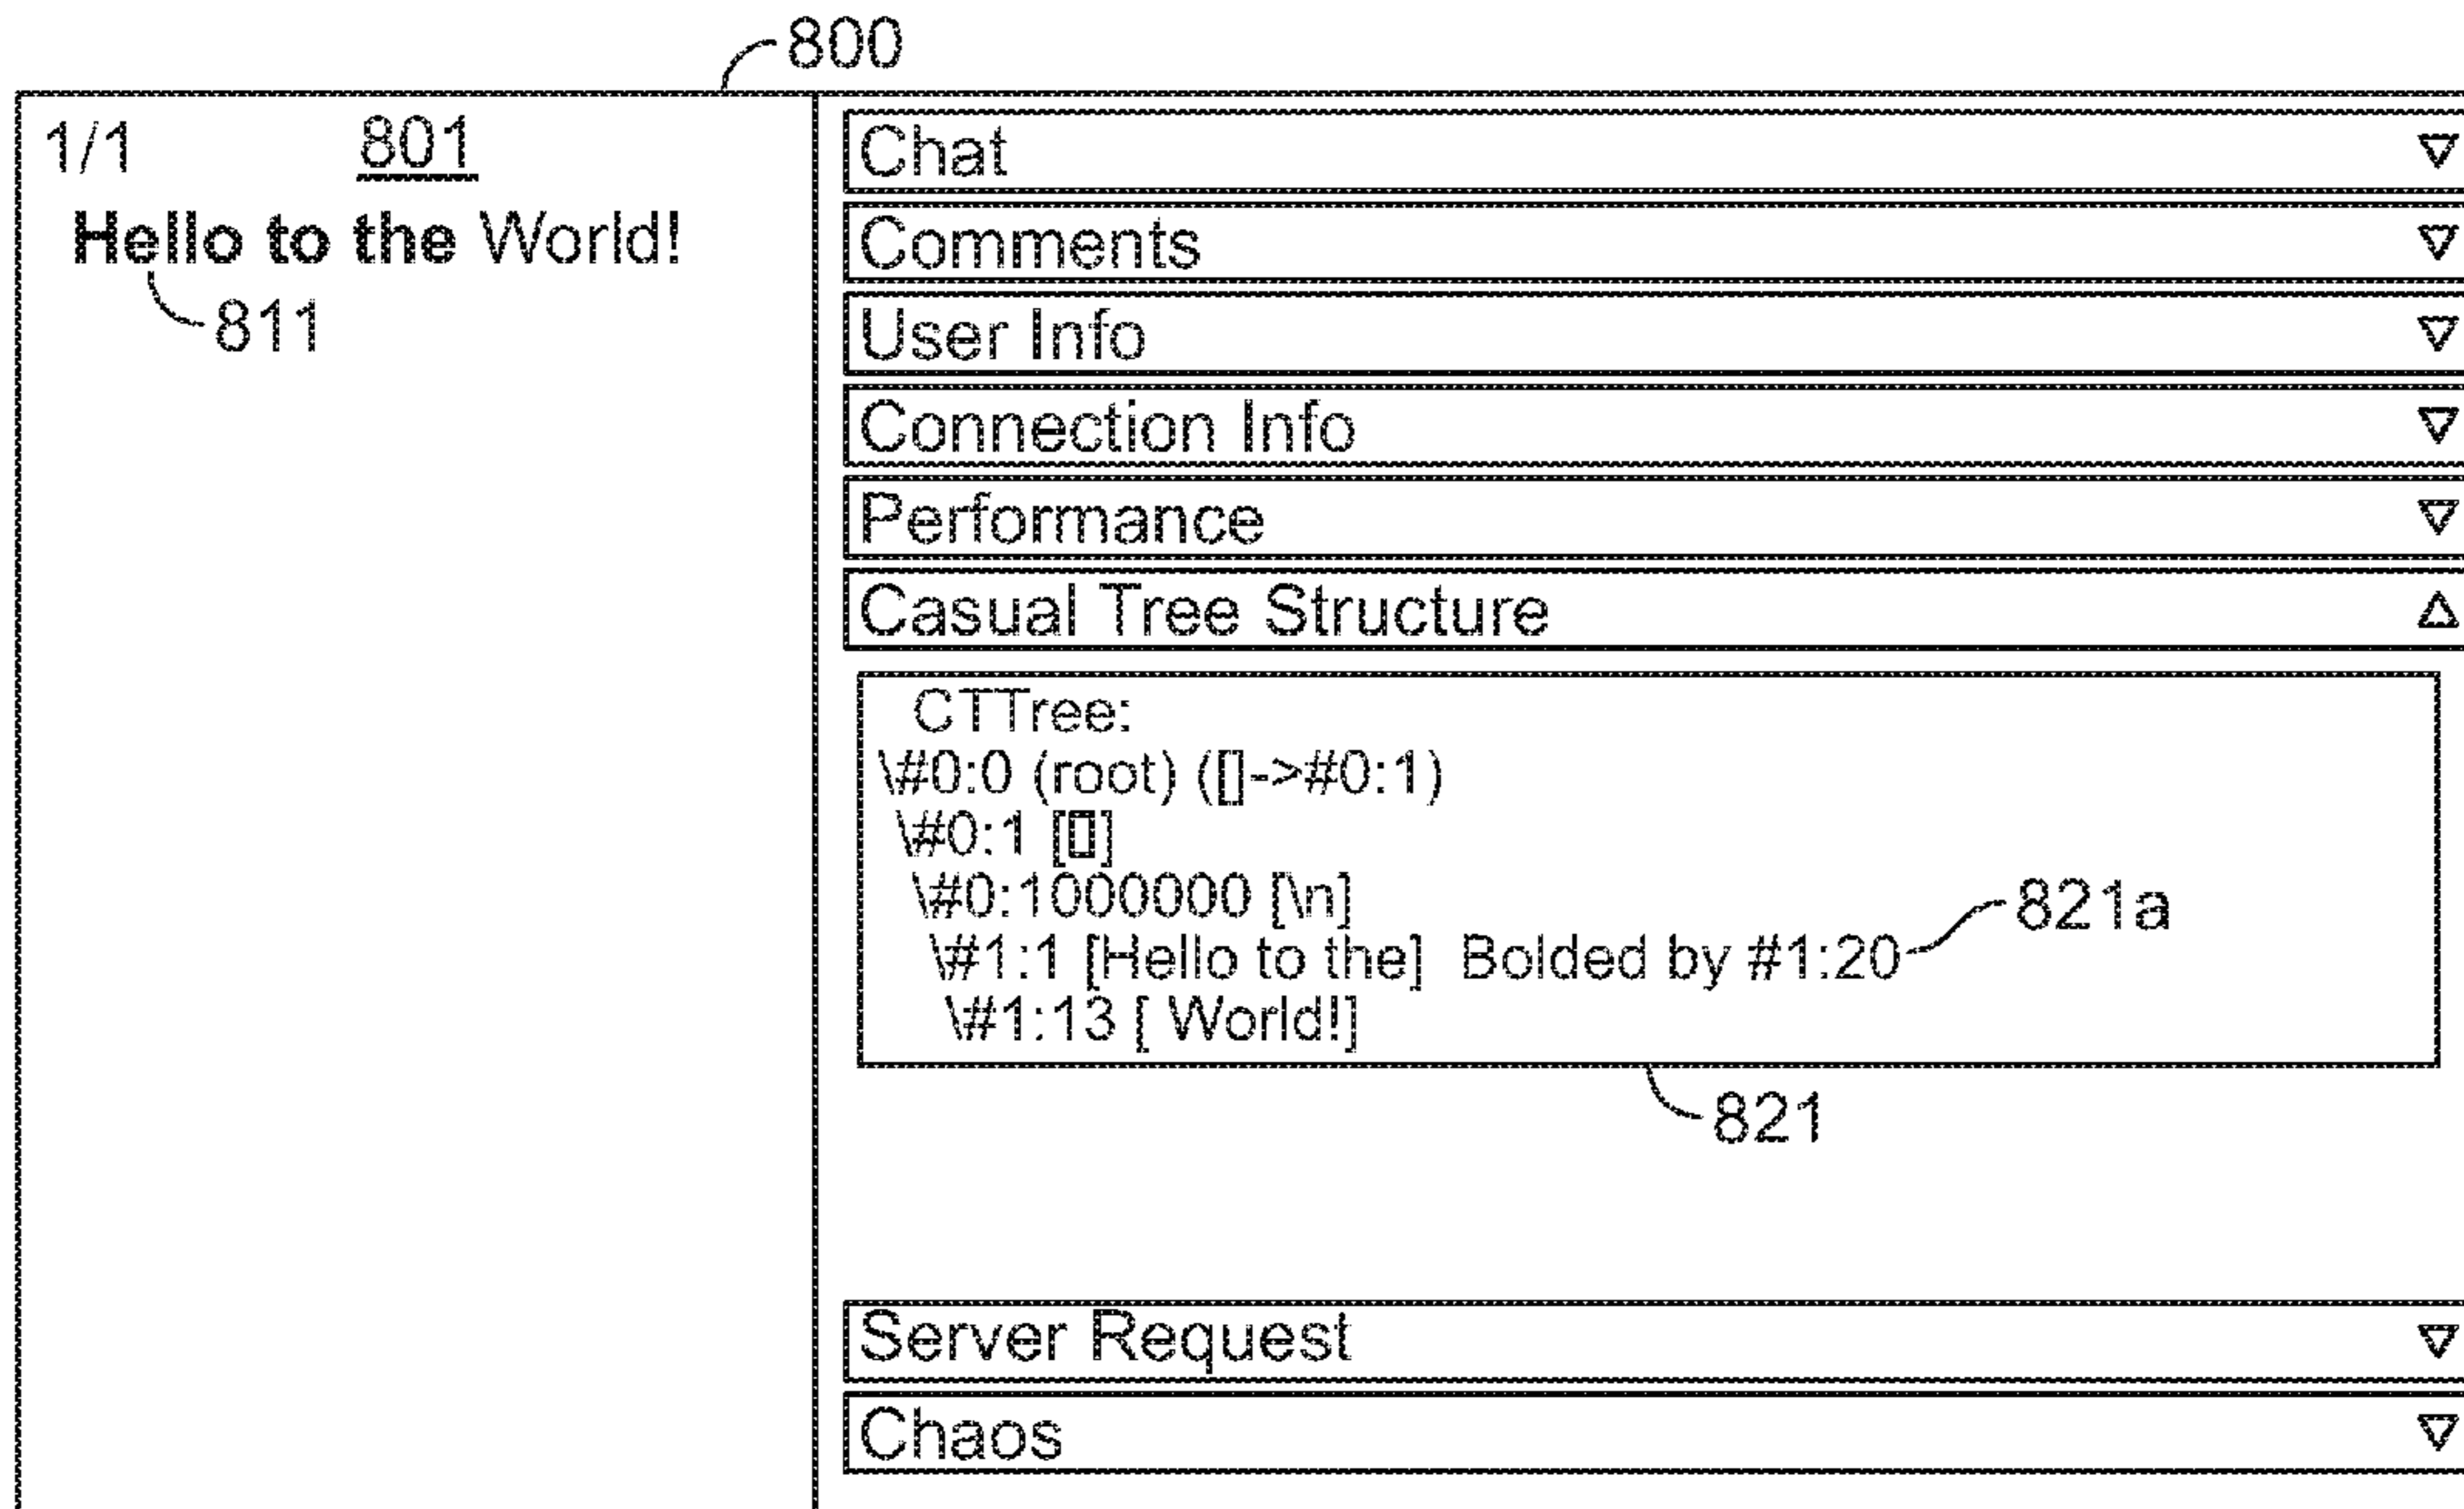 800
1/1 801
Hello to the World!
811
Chat
Comments
User Info
Connection Info
Performance
Casual Tree Structure
CTTree:
\#0:0 (root) ([]->#0:1)
\#0:1 [[]]
\#0:1000000 [\n]
\#1:1 [Hello to the] Bolded by #1:20
821a
\#1:13 [ World!]
821
Server Request
Chaos